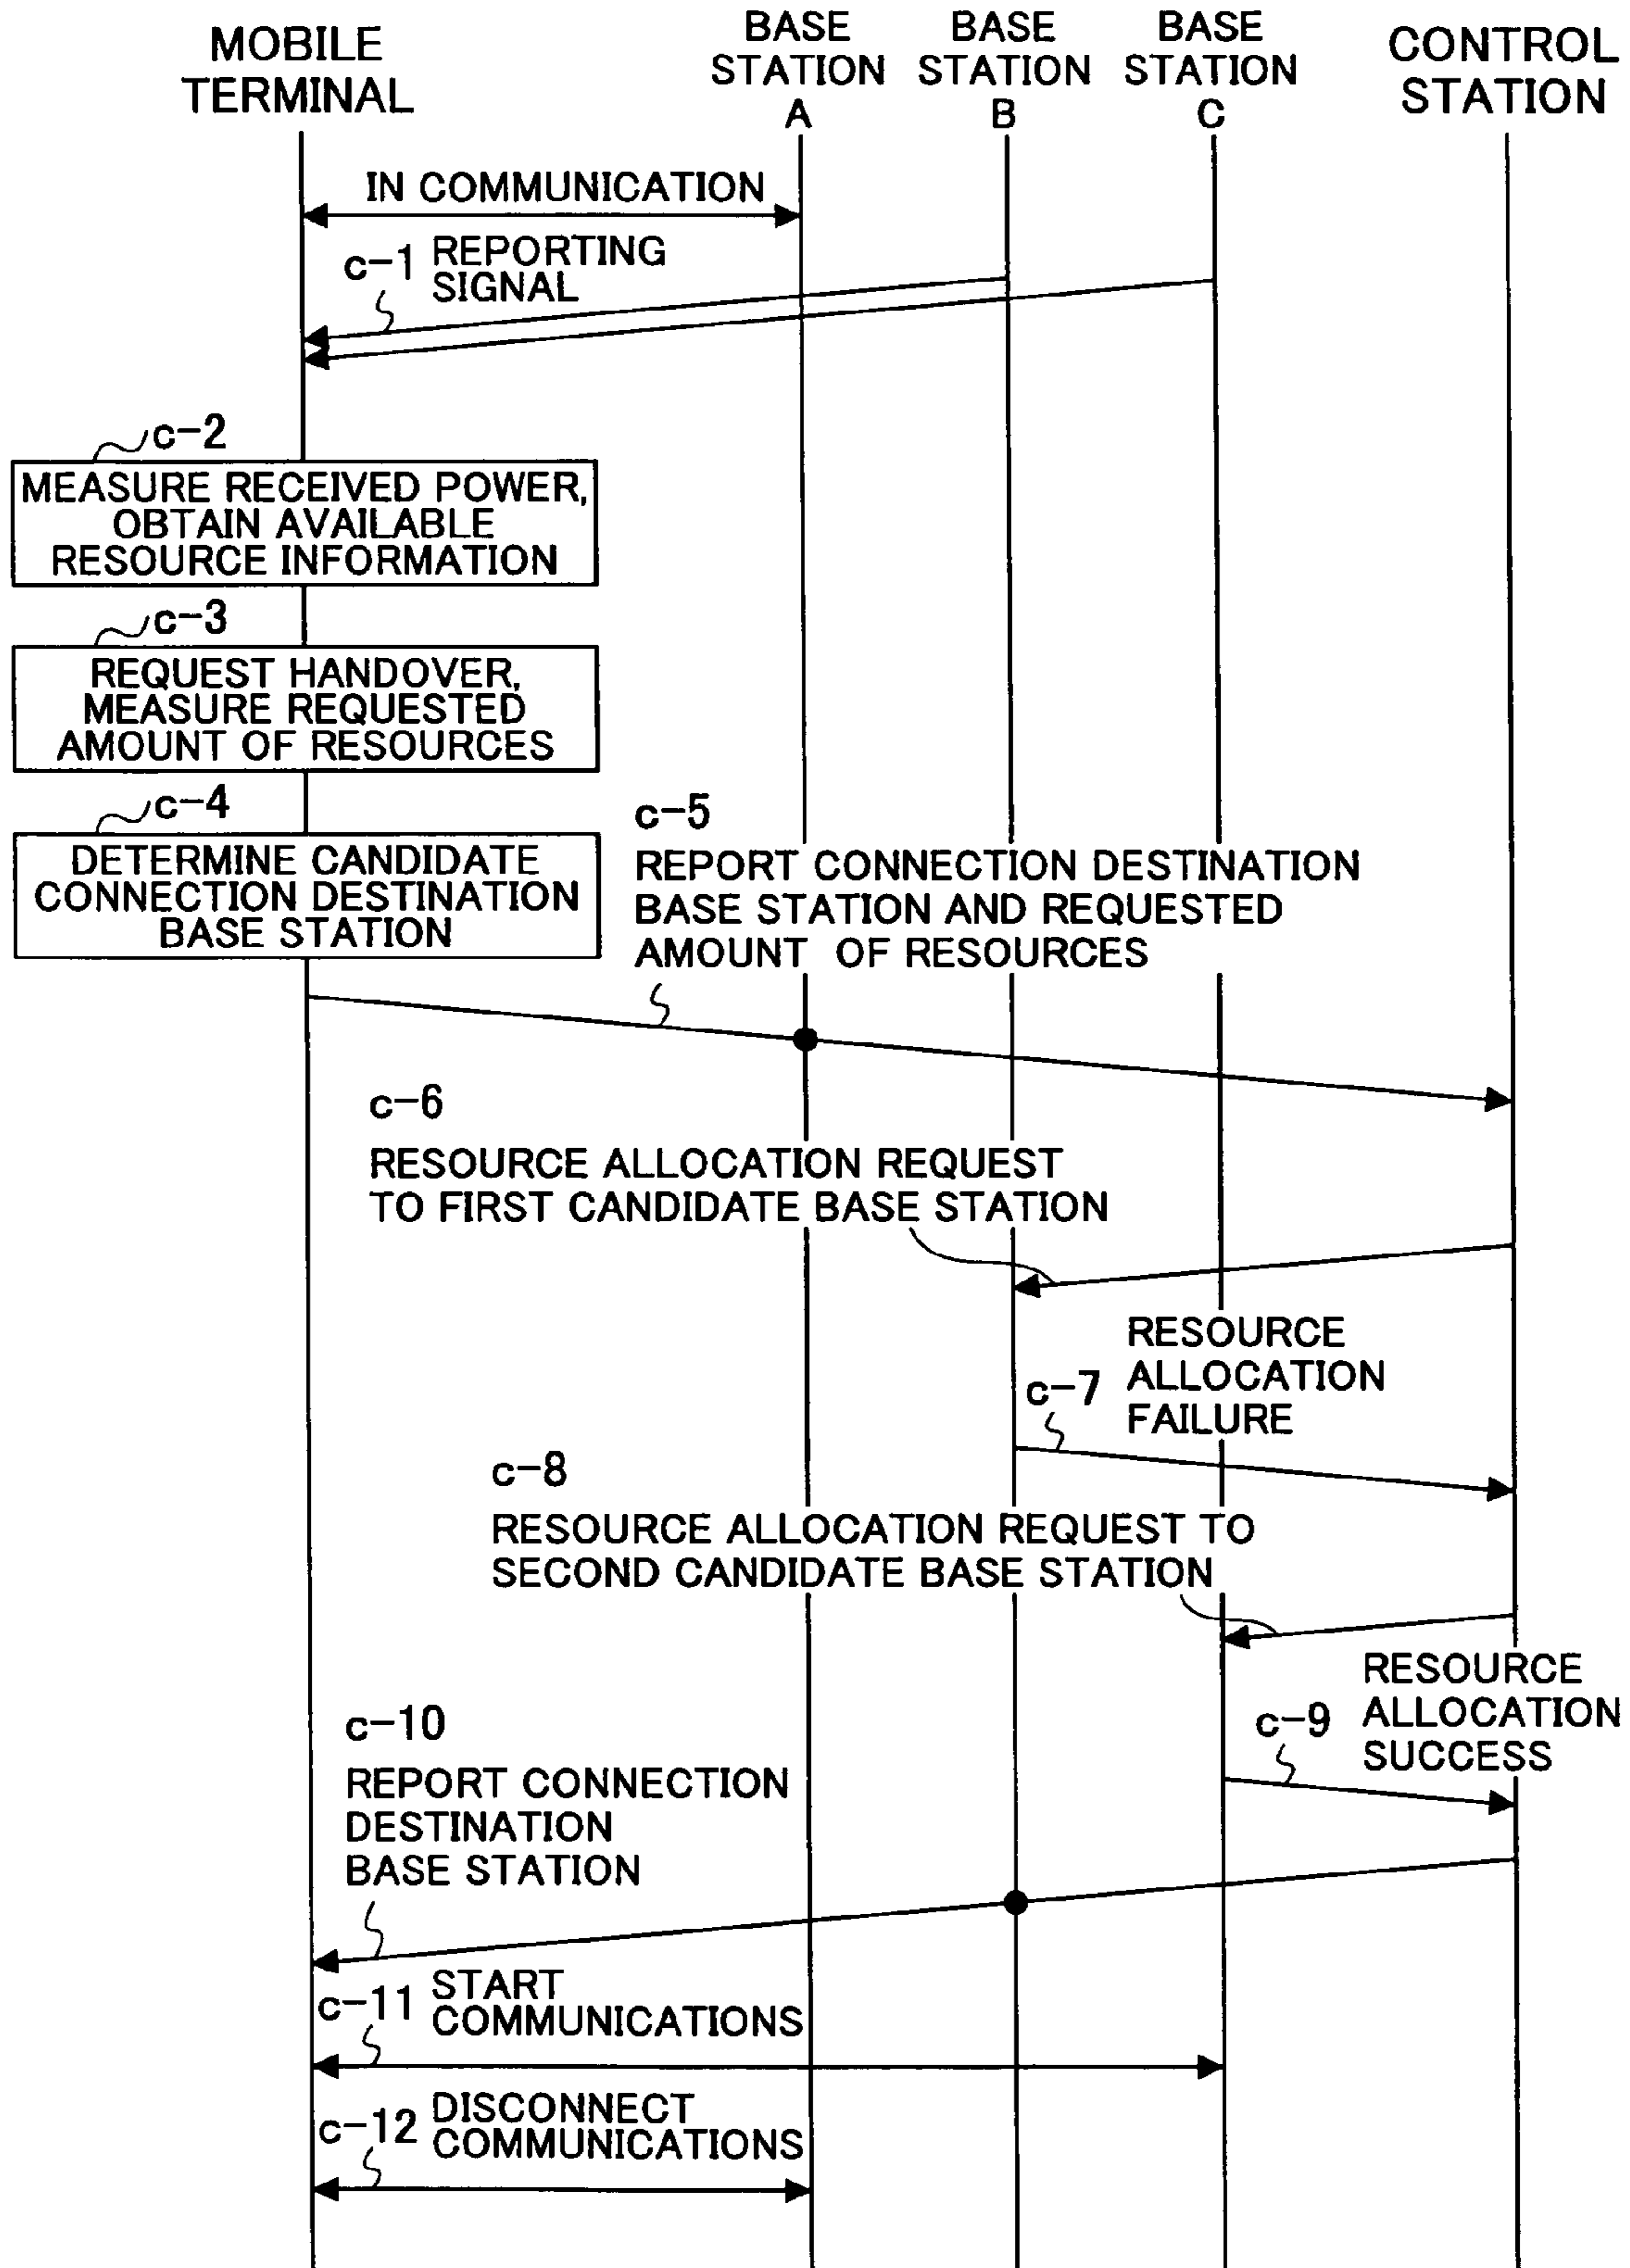 MOBILE
TERMINAL
BASE
STATION
A
BASE
STATION
B
BASE
STATION
C
CONTROL
STATION
IN COMMUNICATION
c-1
REPORTING
SIGNAL
c-2
MEASURE RECEIVED POWER,
OBTAIN AVAILABLE
RESOURCE INFORMATION
c-3
REQUEST HANDOVER,
MEASURE REQUESTED
AMOUNT OF RESOURCES
c-4
DETERMINE CANDIDATE
CONNECTION DESTINATION
BASE STATION
c-5
REPORT CONNECTION DESTINATION
BASE STATION AND REQUESTED
AMOUNT OF RESOURCES
c-6
RESOURCE ALLOCATION REQUEST
TO FIRST CANDIDATE BASE STATION
c-7
RESOURCE
ALLOCATION
FAILURE
c-8
RESOURCE ALLOCATION REQUEST TO
SECOND CANDIDATE BASE STATION
c-9
RESOURCE
ALLOCATION
SUCCESS
c-10
REPORT CONNECTION
DESTINATION
BASE STATION
c-11
START
COMMUNICATIONS
c-12
DISCONNECT
COMMUNICATIONS